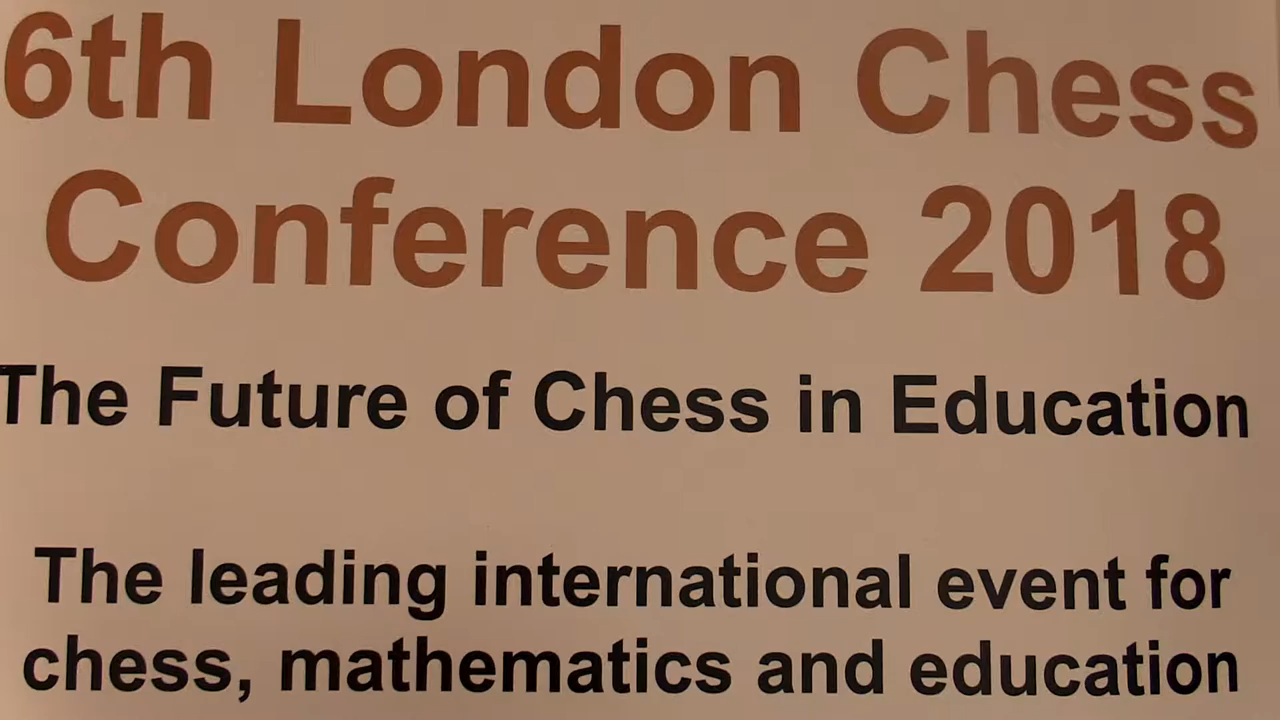 6th London Chess
Conference 2018
The Future of Chess in Education
The leading international event for
chess, mathematics and education